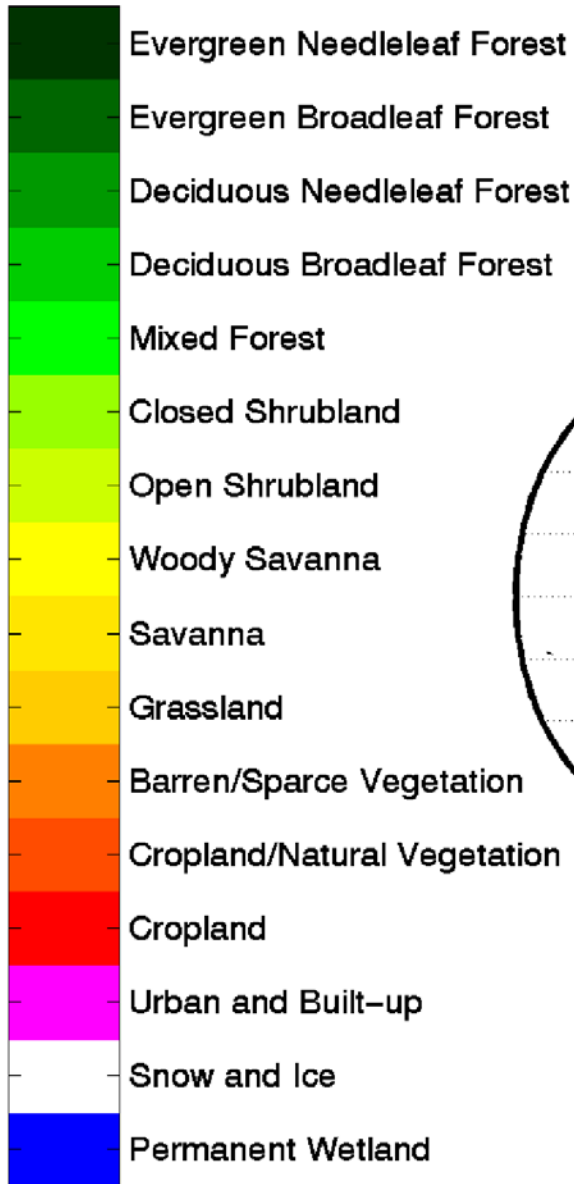 Evergreen Needleleaf Forest
Evergreen Broadleaf Forest
Deciduous Needleleaf Forest
Deciduous Broadleaf Forest
Mixed Forest
Closed Shrubland
Open Shrubland
Woody Savanna
Savanna
Grassland
Barren/Sparce Vegetation
Cropland/Natural Vegetation
Cropland
Urban and Built−up
Snow and Ice
Permanent Wetland